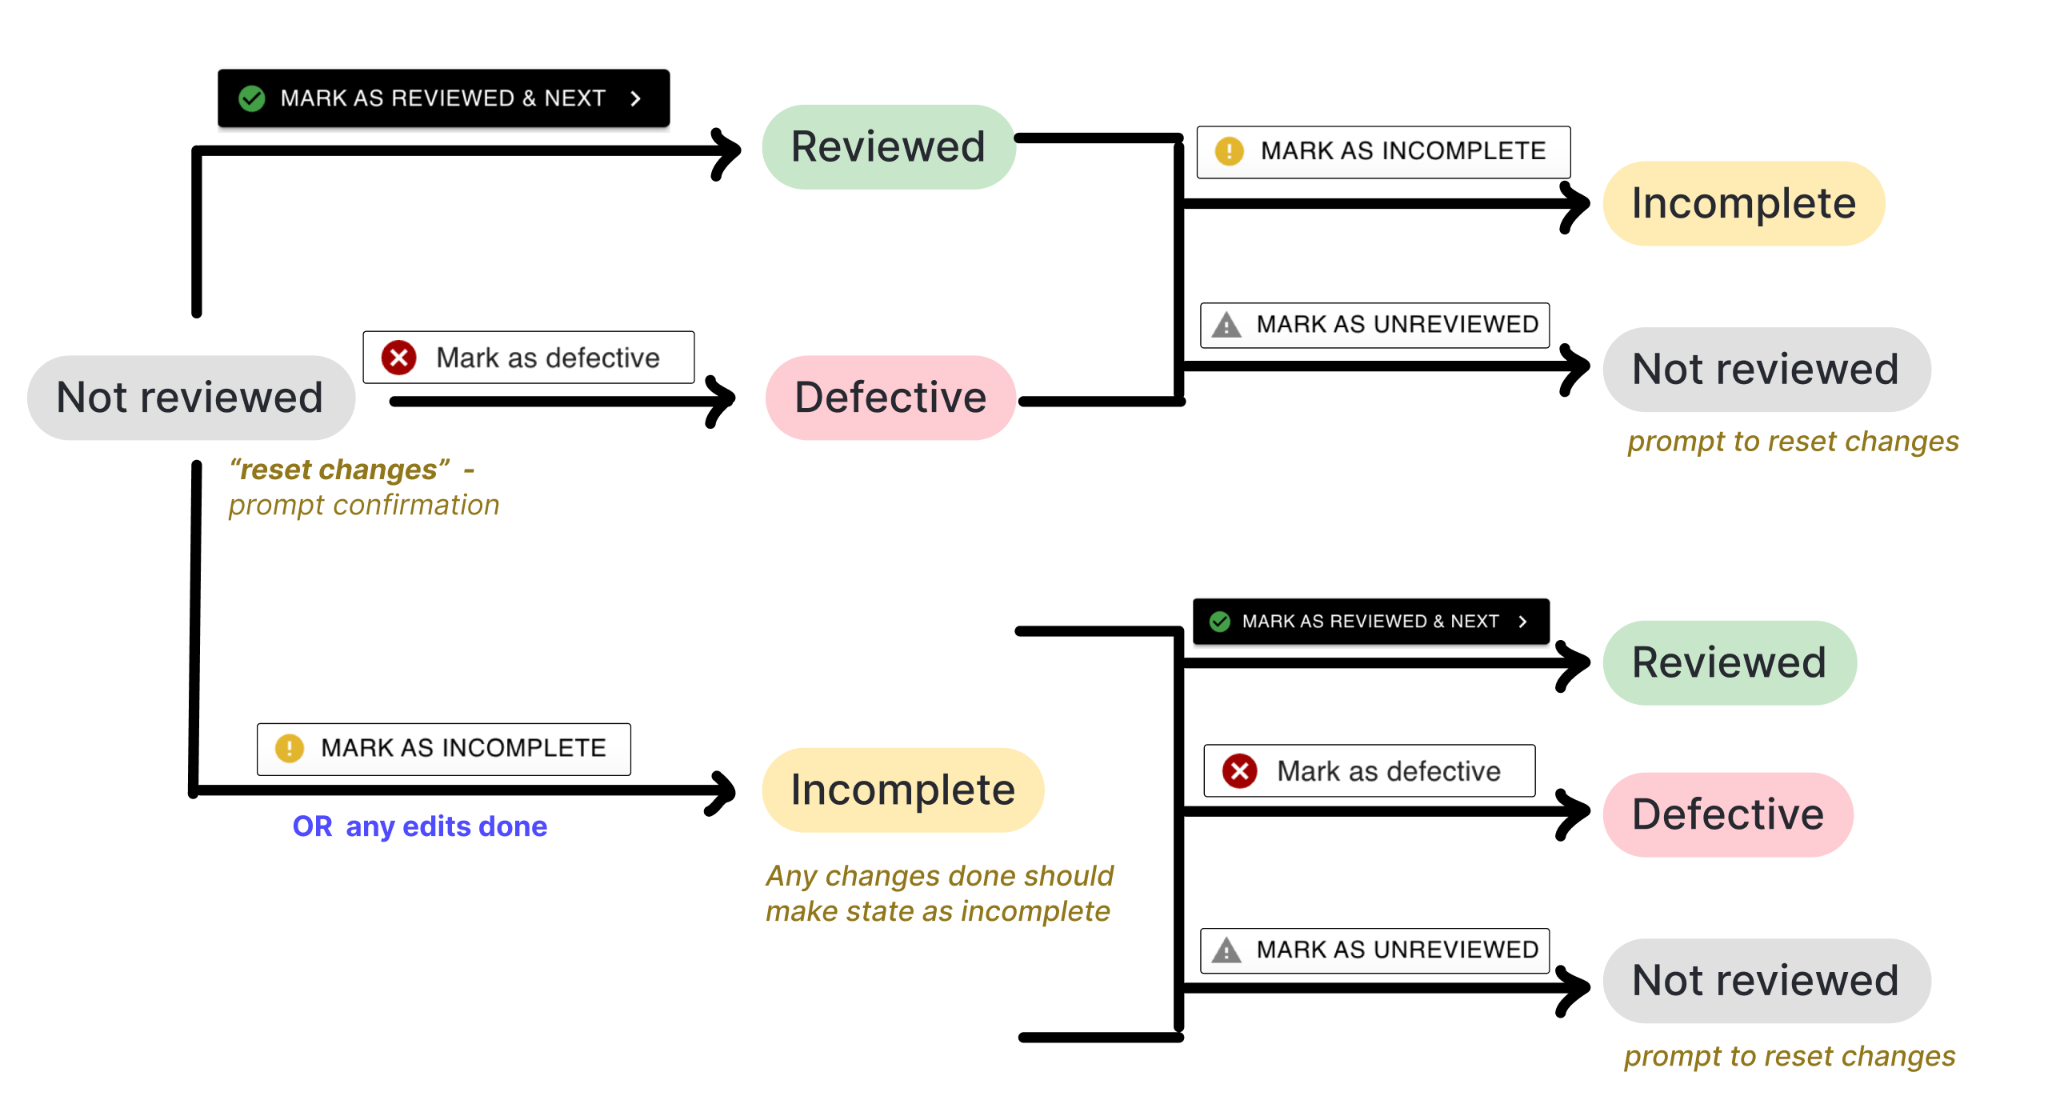 MARK AS REVIEWED & NEXT
Reviewed
MARK AS INCOMPLETE
Incomplete
Not reviewed
Mark as defective
Defective
MARK AS UNREVIEWED
Not reviewed
prompt to reset changes
“reset changes” -
prompt confirmation
MARK AS INCOMPLETE
OR any edits done
Incomplete
Any changes done should
make state as incomplete
MARK AS REVIEWED & NEXT
Reviewed
Mark as defective
Defective
MARK AS UNREVIEWED
Not reviewed
prompt to reset changes